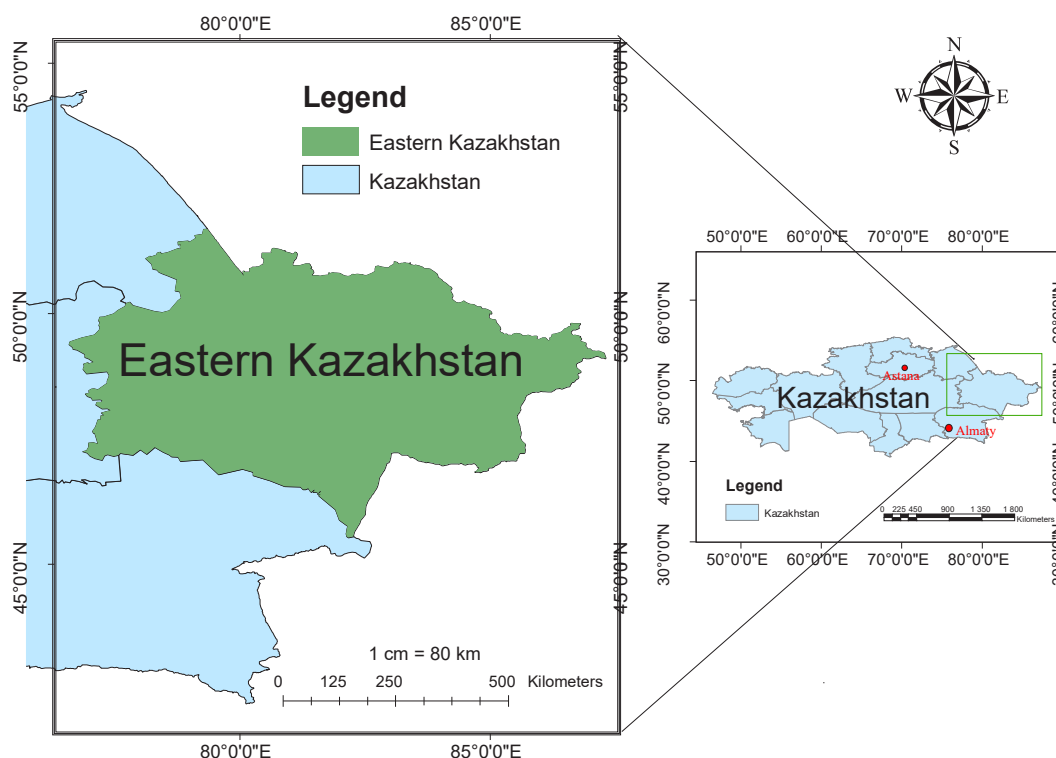 80°0'0"E 85°0'0"E
55°0'0"N
50°0'0"N
45°0'0"N
Legend
Eastern Kazakhstan
Kazakhstan
Eastern Kazakhstan
1 cm = 80 km
0 125 250 500 Kilometers
80°0'0"E 85°0'0"E
55°0'0"N
50°0'0"N
45°0'0"N
N
W E
S
50°0'0"E 60°0'0"E 70°0'0"E 80°0'0"E
60°0'0"N
50°0'0"N
40°0'0"N
30°0'0"N
Astana
Kazakhstan
Almaty
Legend
Kazakhstan
0 225 450 900 1 350 1 800
Kilometers
50°0'0"E 60°0'0"E 70°0'0"E 80°0'0"E